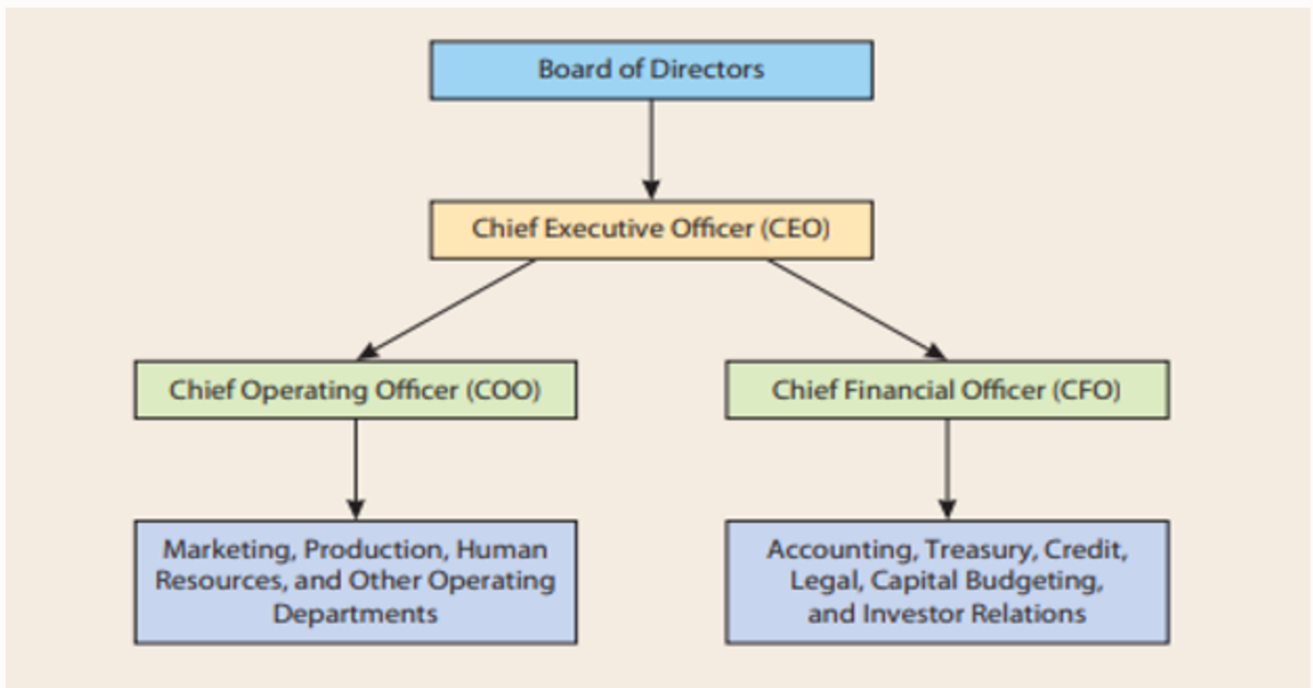 Board of Directors
Chief Executive Officer (CEO)
Chief Operating Officer (COO)
Chief Financial Officer (CFO)
Marketing, Production, Human
Resources, and Other Operating
Departments
Accounting, Treasury, Credit,
Legal, Capital Budgeting,
and Investor Relations